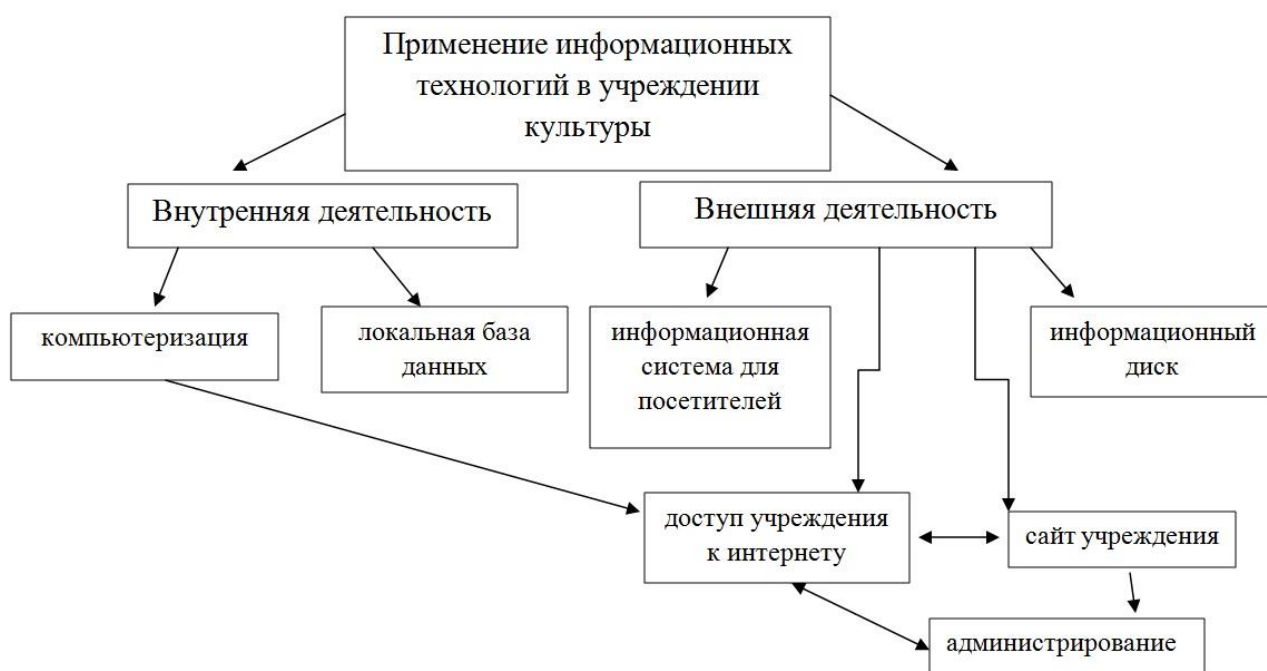 Применение информационных
технологий в учреждении
культуры
Внутренняя деятельность
Внешняя деятельность
компьютеризация
локальная база
данных
информационная
система для
посетителей
информационный
диск
доступ учреждения
к интернету
сайт учреждения
администрирование